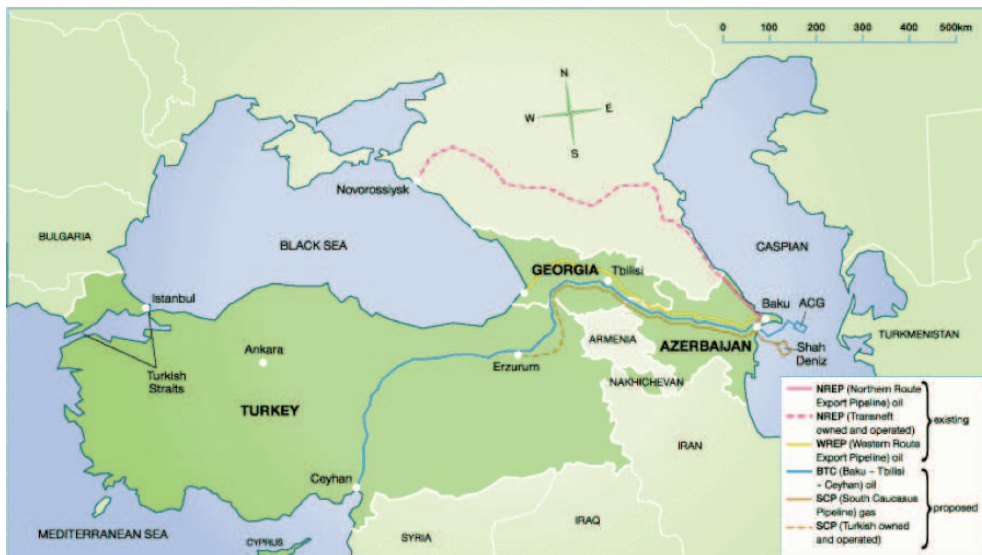 0 100 200 300 400 500km
N
W E
S
Novorossiysk
BULGARIA
BLACK SEA
CASPIAN
GEORGIA
Tbilisi
Istanbul
Baku ACG
TURKMENISTAN
Ankara
ARMENIA
AZERBAIJAN
Shah
Deniz
Erzurum
Turkish
Straits
NAKHICHEVAN
TURKEY
IRAN
Ceyhan
MEDITERRANEAN SEA
CYPRUS
SYRIA
IRAQ
NREP (Northern Route
Export Pipeline) oil
NREP (Transneft
owned and operated)
WREP (Western Route
Export Pipeline) oil
existing
BTC (Baku – Tbilisi
– Ceyhan) oil
SCP (South Caucasus
Pipeline) gas
SCP (Turkish owned
and operated)
proposed